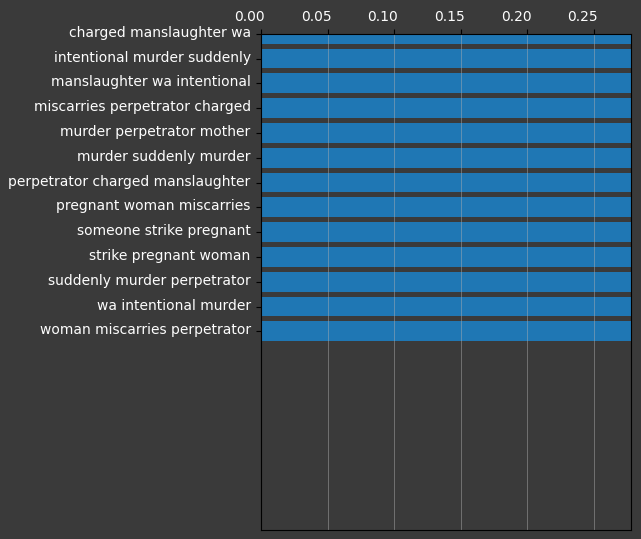 0.00 0.05 0.10 0.15 0.20 0.25
charged manslaughter wa
intentional murder suddenly
manslaughter wa intentional
miscarries perpetrator charged
murder perpetrator mother
murder suddenly murder
perpetrator charged manslaughter
pregnant woman miscarries
someone strike pregnant
strike pregnant woman
suddenly murder perpetrator
wa intentional murder
woman miscarries perpetrator